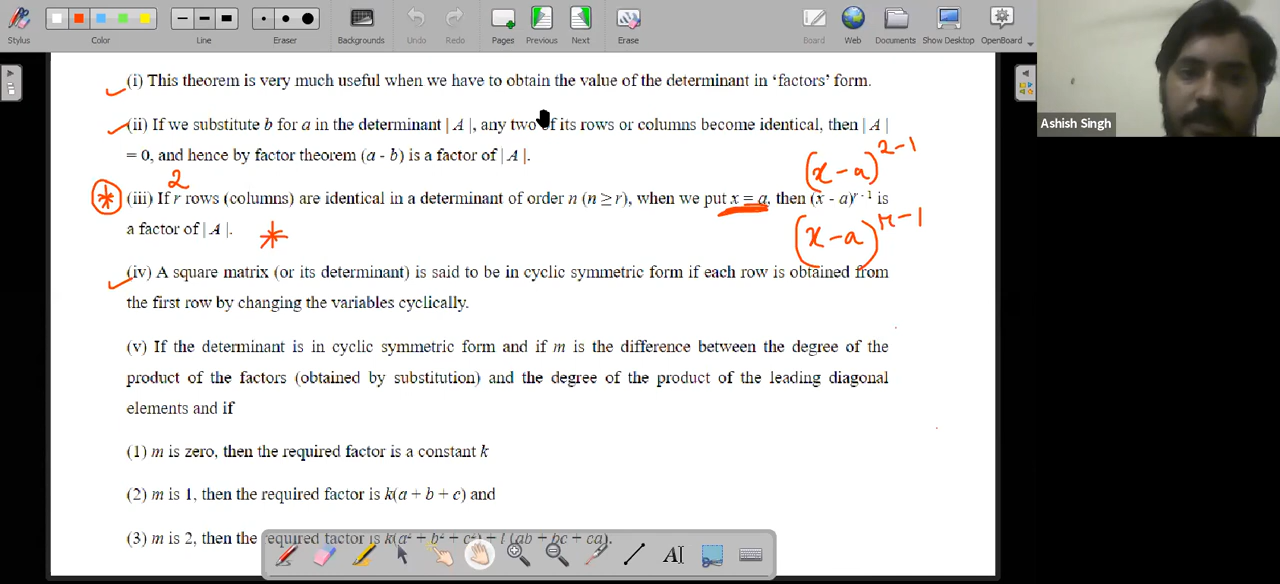 Stylus Color Line Eraser Backgrounds Undo Redo Pages Previous Next Erase Board Web Documents Show Desktop OpenBoard
Ashish Singh
(i) This theorem is very much useful when we have to obtain the value of the determinant in ‘factors’ form.
(ii) If we substitute b for a in the determinant | A |, any two of its rows or columns become identical, then | A |
= 0, and hence by factor theorem (a - b) is a factor of | A |.
(x - a)²⁻¹
2
(iii) If r rows (columns) are identical in a determinant of order n (n ≥ r), when we put x = a, then (x - a)ʳ⁻¹ is
a factor of | A |.
(x - a)ʳ⁻¹
(iv) A square matrix (or its determinant) is said to be in cyclic symmetric form if each row is obtained from
the first row by changing the variables cyclically.
(v) If the determinant is in cyclic symmetric form and if m is the difference between the degree of the
product of the factors (obtained by substitution) and the degree of the product of the leading diagonal
elements and if
(1) m is zero, then the required factor is a constant k
(2) m is 1, then the required factor is k(a + b + c) and
(3) m is 2, then the required factor is k(a² + b² + c²) + l (ab + bc + ca).